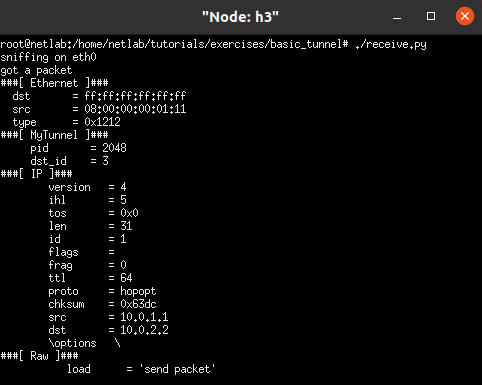 "Node: h3"
root@netlab:/home/netlab/tutorials/exercises/basic_tunnel# ./receive.py
sniffing on eth0
got a packet
###[ Ethernet ]###
  dst       = ff:ff:ff:ff:ff:ff
  src       = 08:00:00:00:01:11
  type      = 0x1212
###[ MyTunnel ]###
     pid       = 2048
     dst_id    = 3
###[ IP ]###
        version   = 4
        ihl       = 5
        tos       = 0x0
        len       = 31
        id        = 1
        flags     =
        frag      = 0
        ttl       = 64
        proto     = hopopt
        chksum    = 0x63dc
        src       = 10.0.1.1
        dst       = 10.0.2.2
        \options   \
###[ Raw ]###
           load      = 'send packet'